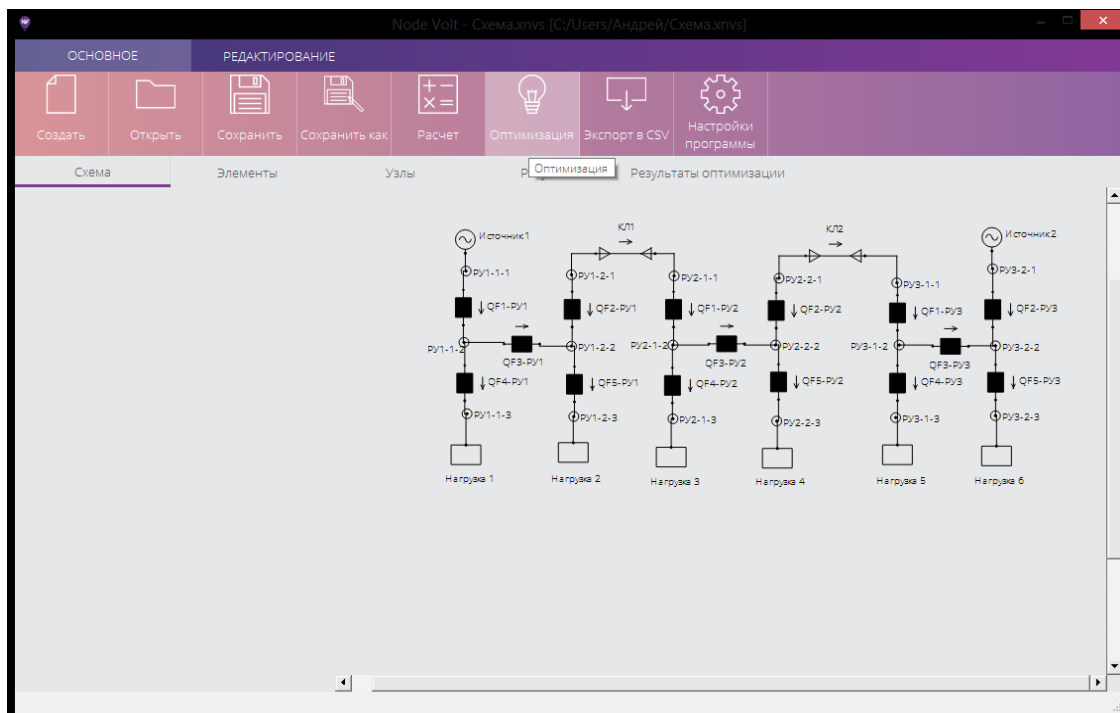 Node Volt - Схема.xnvs [C:/Users/Андрей/Схема.xnvs]
ОСНОВНОЕ РЕДАКТИРОВАНИЕ
Создать Открыть Сохранить Сохранить как Расчет Оптимизация Экспорт в CSV Настройки программы
Оптимизация
Схема Элементы Узлы Результаты оптимизации
КЛ1 КЛ2
Источник1 Источник2
РУ1-1-1 РУ1-2-1 РУ2-1-1 РУ2-2-1 РУ3-1-1 РУ3-2-1
QF1-РУ1 QF2-РУ1 QF1-РУ2 QF2-РУ2 QF1-РУ3 QF2-РУ3
РУ1-1-2 РУ1-2-2 РУ2-1-2 РУ2-2-2 РУ3-1-2 РУ3-2-2
QF3-РУ1 QF3-РУ2 QF3-РУ3
QF4-РУ1 QF5-РУ1 QF4-РУ2 QF5-РУ2 QF4-РУ3 QF5-РУ3
РУ1-1-3 РУ1-2-3 РУ2-1-3 РУ2-2-3 РУ3-1-3 РУ3-2-3
Нагрузка 1 Нагрузка 2 Нагрузка 3 Нагрузка 4 Нагрузка 5 Нагрузка 6